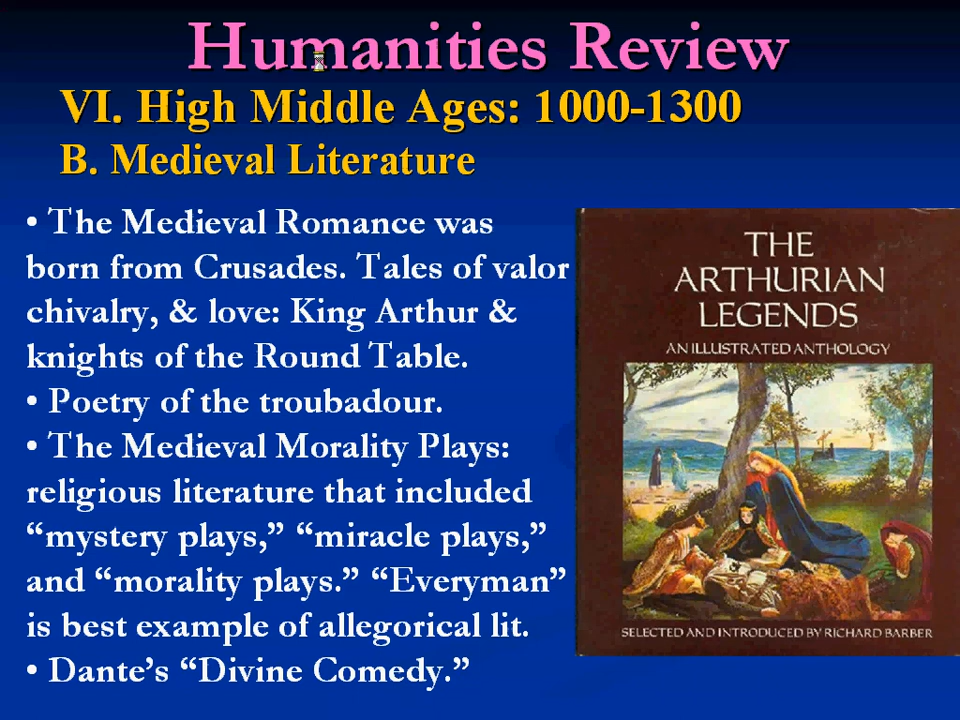 Humanities Review
VI. High Middle Ages: 1000-1300
B. Medieval Literature
• The Medieval Romance was
born from Crusades. Tales of valor
chivalry, & love: King Arthur &
knights of the Round Table.
• Poetry of the troubadour.
• The Medieval Morality Plays:
religious literature that included
“mystery plays,” “miracle plays,”
and “morality plays.” “Everyman”
is best example of allegorical lit.
• Dante’s “Divine Comedy.”
THE
ARTHURIAN
LEGENDS
AN ILLUSTRATED ANTHOLOGY
SELECTED AND INTRODUCED BY RICHARD BARBER